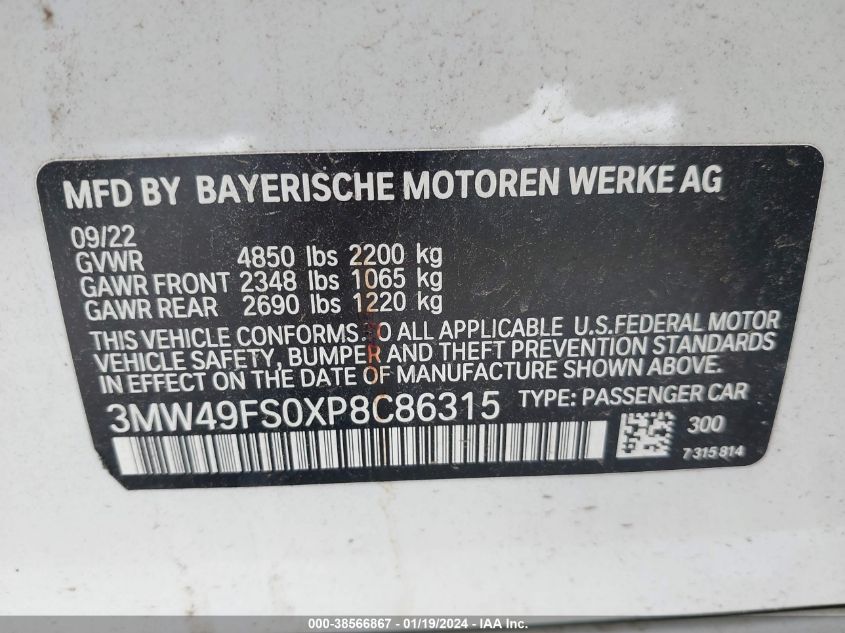 MFD BY BAYERISCHE MOTOREN WERKE AG
09/22
GVWR 4850 lbs 2200 kg
GAWR FRONT 2348 lbs 1065 kg
GAWR REAR 2690 lbs 1220 kg
THIS VEHICLE CONFORMS TO ALL APPLICABLE U.S.FEDERAL MOTOR
VEHICLE SAFETY, BUMPER AND THEFT PREVENTION STANDARDS
IN EFFECT ON THE DATE OF MANUFACTURE SHOWN ABOVE.
3MW49FS0XP8C86315 TYPE: PASSENGER CAR
300
7 315 814
000-38566867 - 01/19/2024 - IAA Inc.